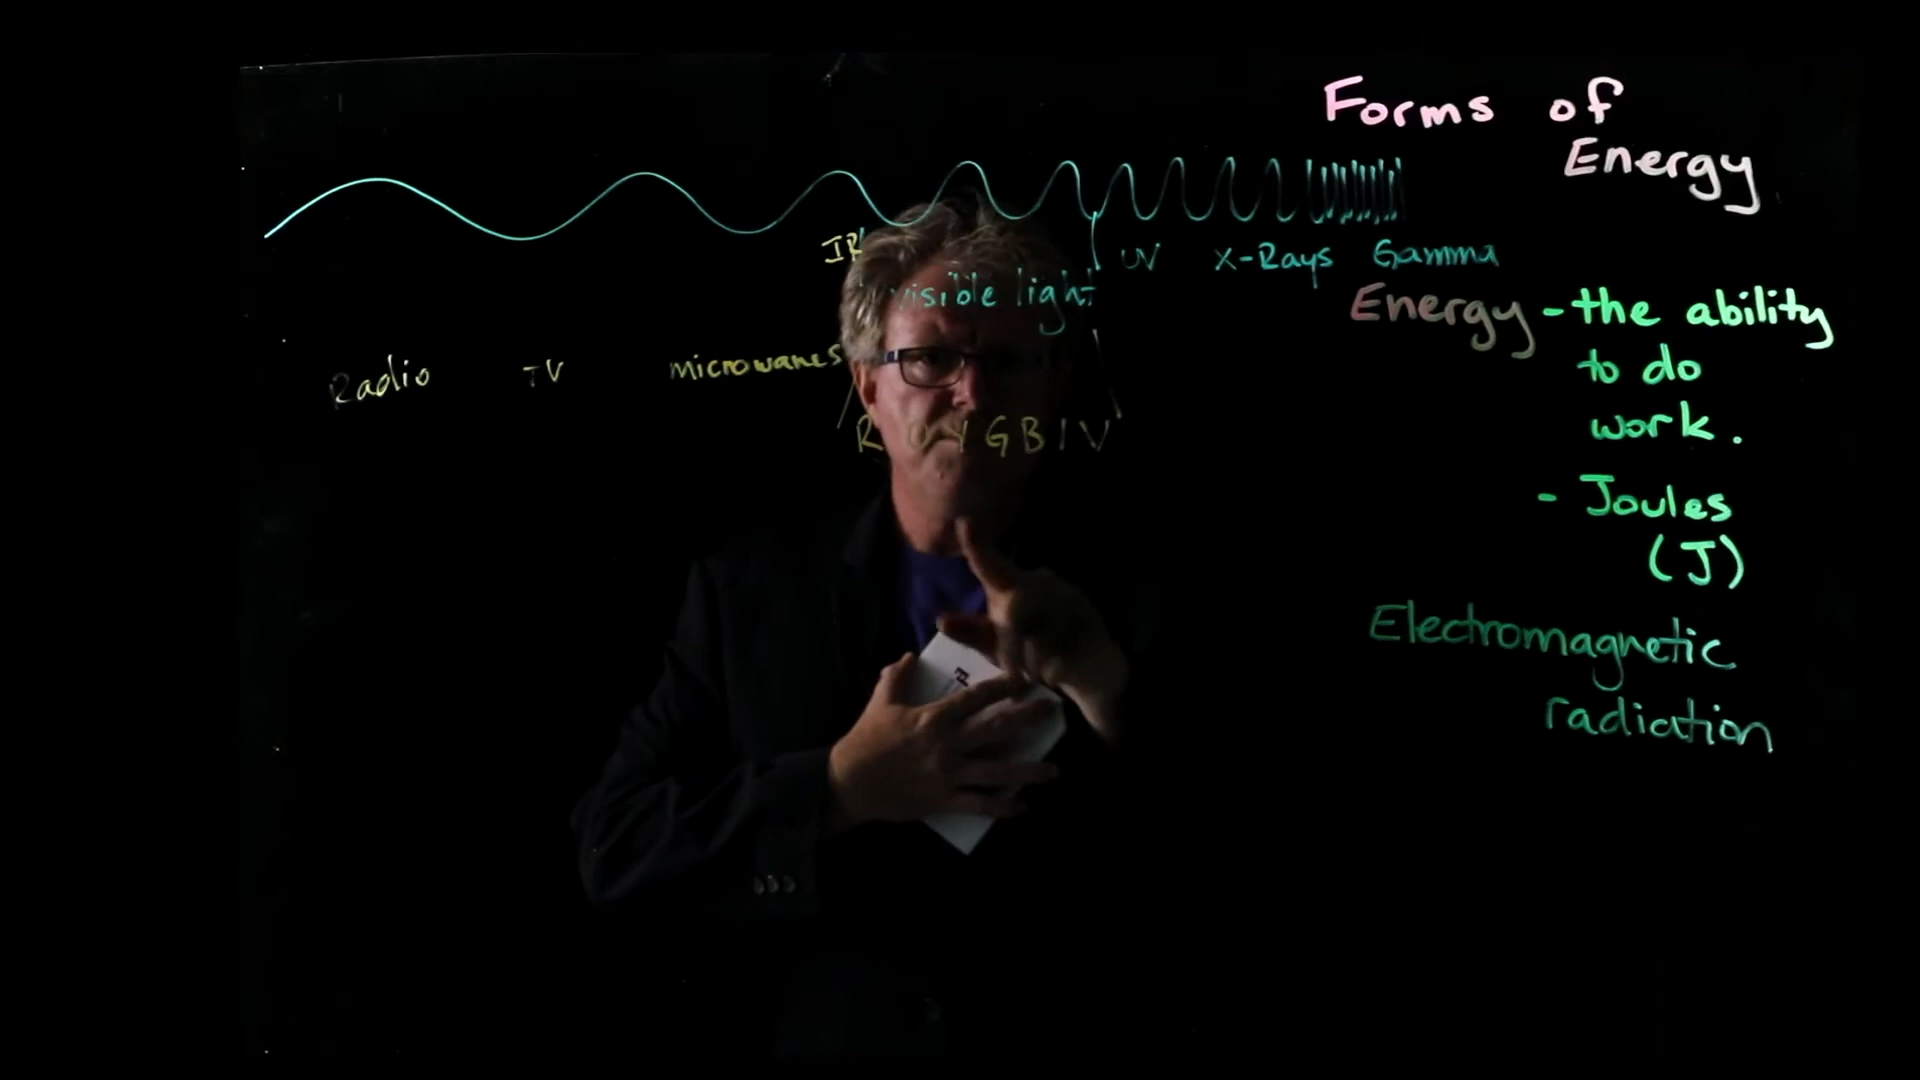 Forms of
Energy
IR
visible light
UV X-Rays Gamma
Radio TV microwaves
R O Y G B I V
Energy - the ability
to do
work.
- Joules
(J)
Electromagnetic
radiation